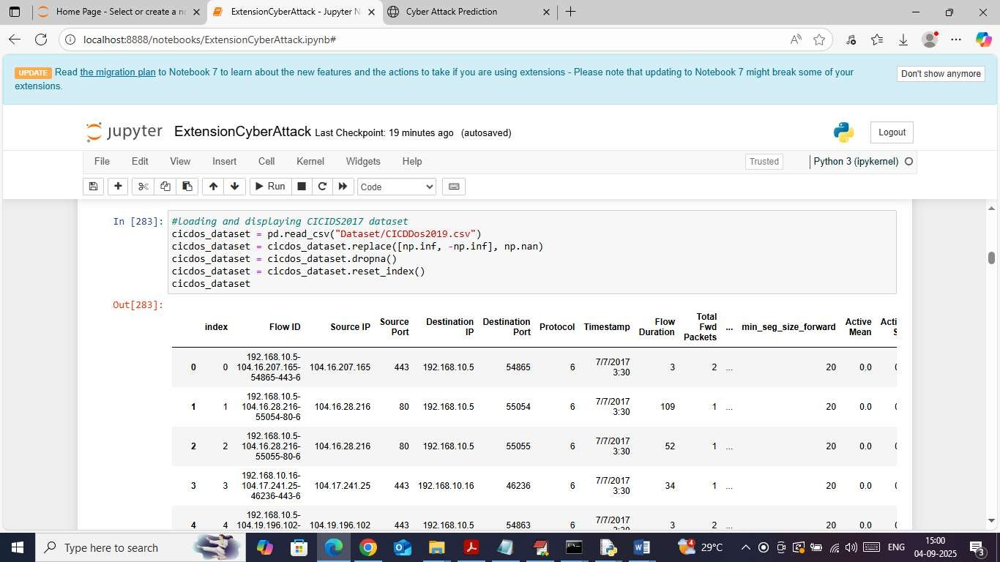 Home Page - Select or create a n
ExtensionCyberAttack - Jupyter N
Cyber Attack Prediction
localhost:8888/notebooks/ExtensionCyberAttack.ipynb#
UPDATE Read the migration plan to Notebook 7 to learn about the new features and the actions to take if you are using extensions - Please note that updating to Notebook 7 might break some of your
extensions.
Don't show anymore
jupyter ExtensionCyberAttack Last Checkpoint: 19 minutes ago (autosaved)
Logout
File Edit View Insert Cell Kernel Widgets Help
Trusted
Python 3 (ipykernel)
Run
Code
In [283]:
#loading and displaying CICIDS2017 dataset
cicdos_dataset = pd.read_csv("Dataset/CICDDos2019.csv")
cicdos_dataset = cicdos_dataset.replace([np.inf, -np.inf], np.nan)
cicdos_dataset = cicdos_dataset.dropna()
cicdos_dataset = cicdos_dataset.reset_index()
cicdos_dataset
Out[283]:
index Flow ID Source IP Source Port Destination IP Destination Port Protocol Timestamp Flow Duration Total Fwd Packets ... min_seg_size_forward Active Mean Acti S
0 0 192.168.10.5-104.16.207.165-54865-443-6 104.16.207.165 443 192.168.10.5 54865 6 7/7/2017 3:30 3 2 ... 20 0.0
1 1 192.168.10.5-104.16.28.216-55054-80-6 104.16.28.216 80 192.168.10.5 55054 6 7/7/2017 3:30 109 1 ... 20 0.0
2 2 192.168.10.5-104.16.28.216-55055-80-6 104.16.28.216 80 192.168.10.5 55055 6 7/7/2017 3:30 52 1 ... 20 0.0
3 3 192.168.10.16-104.17.241.25-46236-443-6 104.17.241.25 443 192.168.10.16 46236 6 7/7/2017 3:30 34 1 ... 20 0.0
4 4 192.168.10.5-104.19.196.102- 104.19.196.102 443 192.168.10.5 54863 6 7/7/2017 3 2 ... 20 0.0
Type here to search
29°C
ENG
15:00
04-09-2025
3